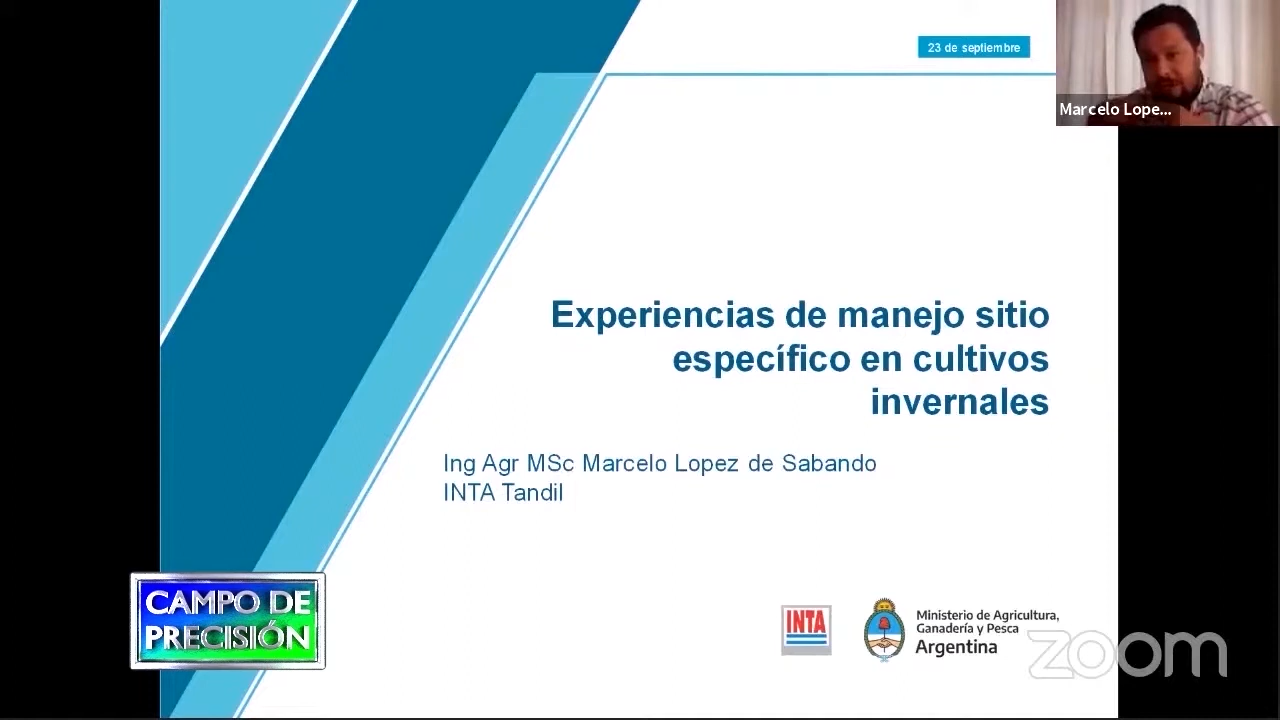 23 de septiembre
Marcelo Lope...
Experiencias de manejo sitio
específico en cultivos
invernales
Ing Agr MSc Marcelo Lopez de Sabando
INTA Tandil
CAMPO DE
PRECISIÓN
INTA
Ministerio de Agricultura,
Ganadería y Pesca
Argentina
zoom